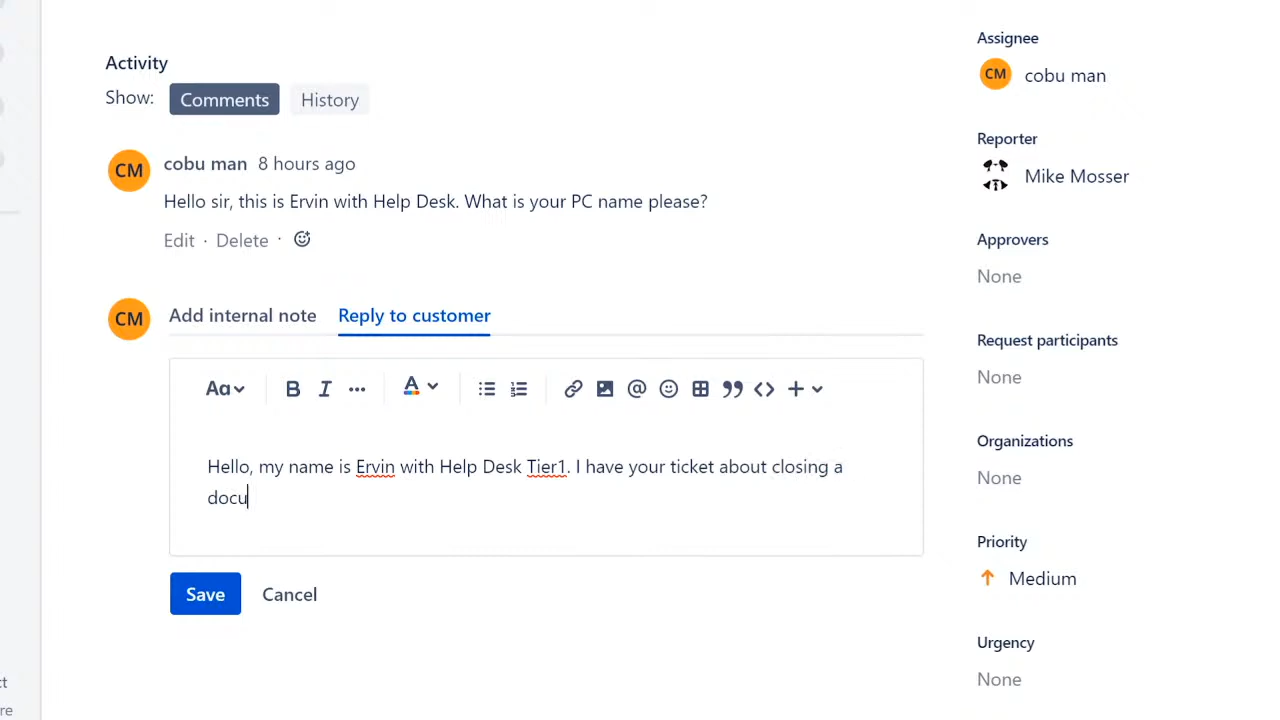 Activity
Show: Comments History
CM cobu man 8 hours ago
Hello sir, this is Ervin with Help Desk. What is your PC name please?
Edit · Delete ·
CM Add internal note Reply to customer
Aa B I ... A @ <> +
Hello, my name is Ervin with Help Desk Tier1. I have your ticket about closing a
docu
Save Cancel
ct
re
Assignee
CM cobu man
Reporter
Mike Mosser
Approvers
None
Request participants
None
Organizations
None
Priority
Medium
Urgency
None